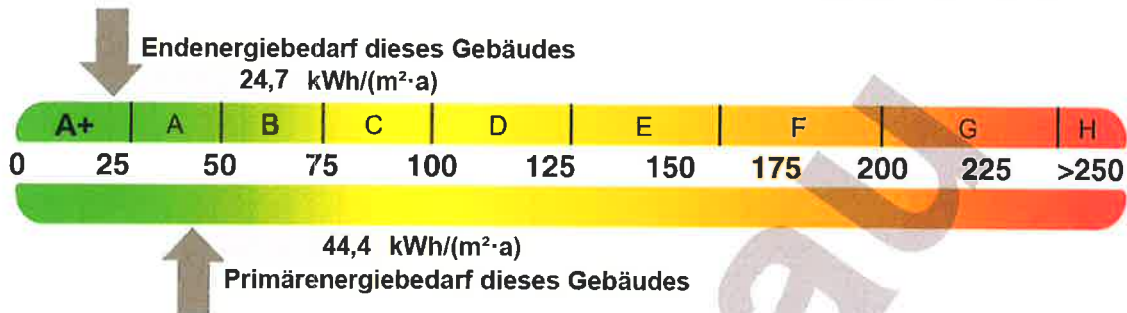 Endenergiebedarf dieses Gebäudes
24,7 kWh/(m²·a)
A+ A B C D E F G H
0 25 50 75 100 125 150 175 200 225 >250
44,4 kWh/(m²·a)
Primärenergiebedarf dieses Gebäudes